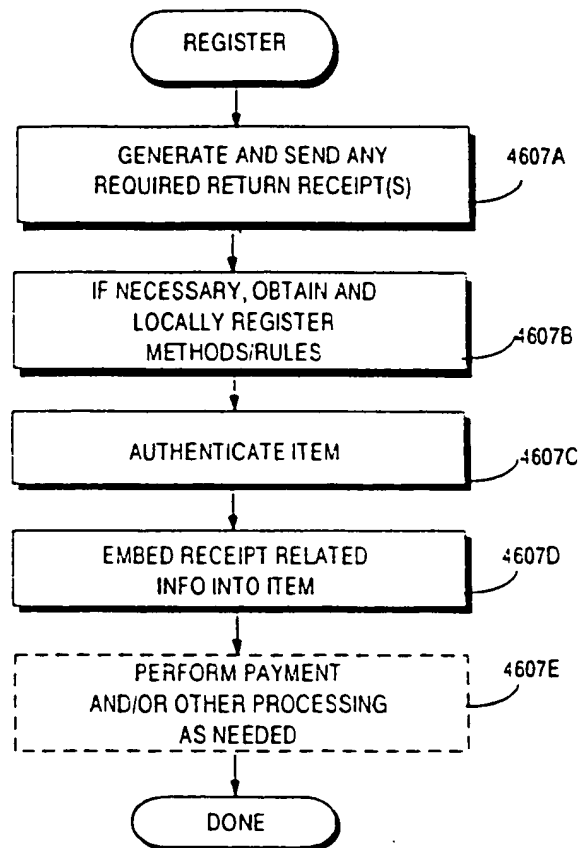 REGISTER
GENERATE AND SEND ANY
REQUIRED RETURN RECEIPT(S)
4607A
IF NECESSARY, OBTAIN AND
LOCALLY REGISTER
METHODS/RULES
4607B
AUTHENTICATE ITEM
4607C
EMBED RECEIPT RELATED
INFO INTO ITEM
4607D
PERFORM PAYMENT
AND/OR OTHER PROCESSING
AS NEEDED
4607E
DONE